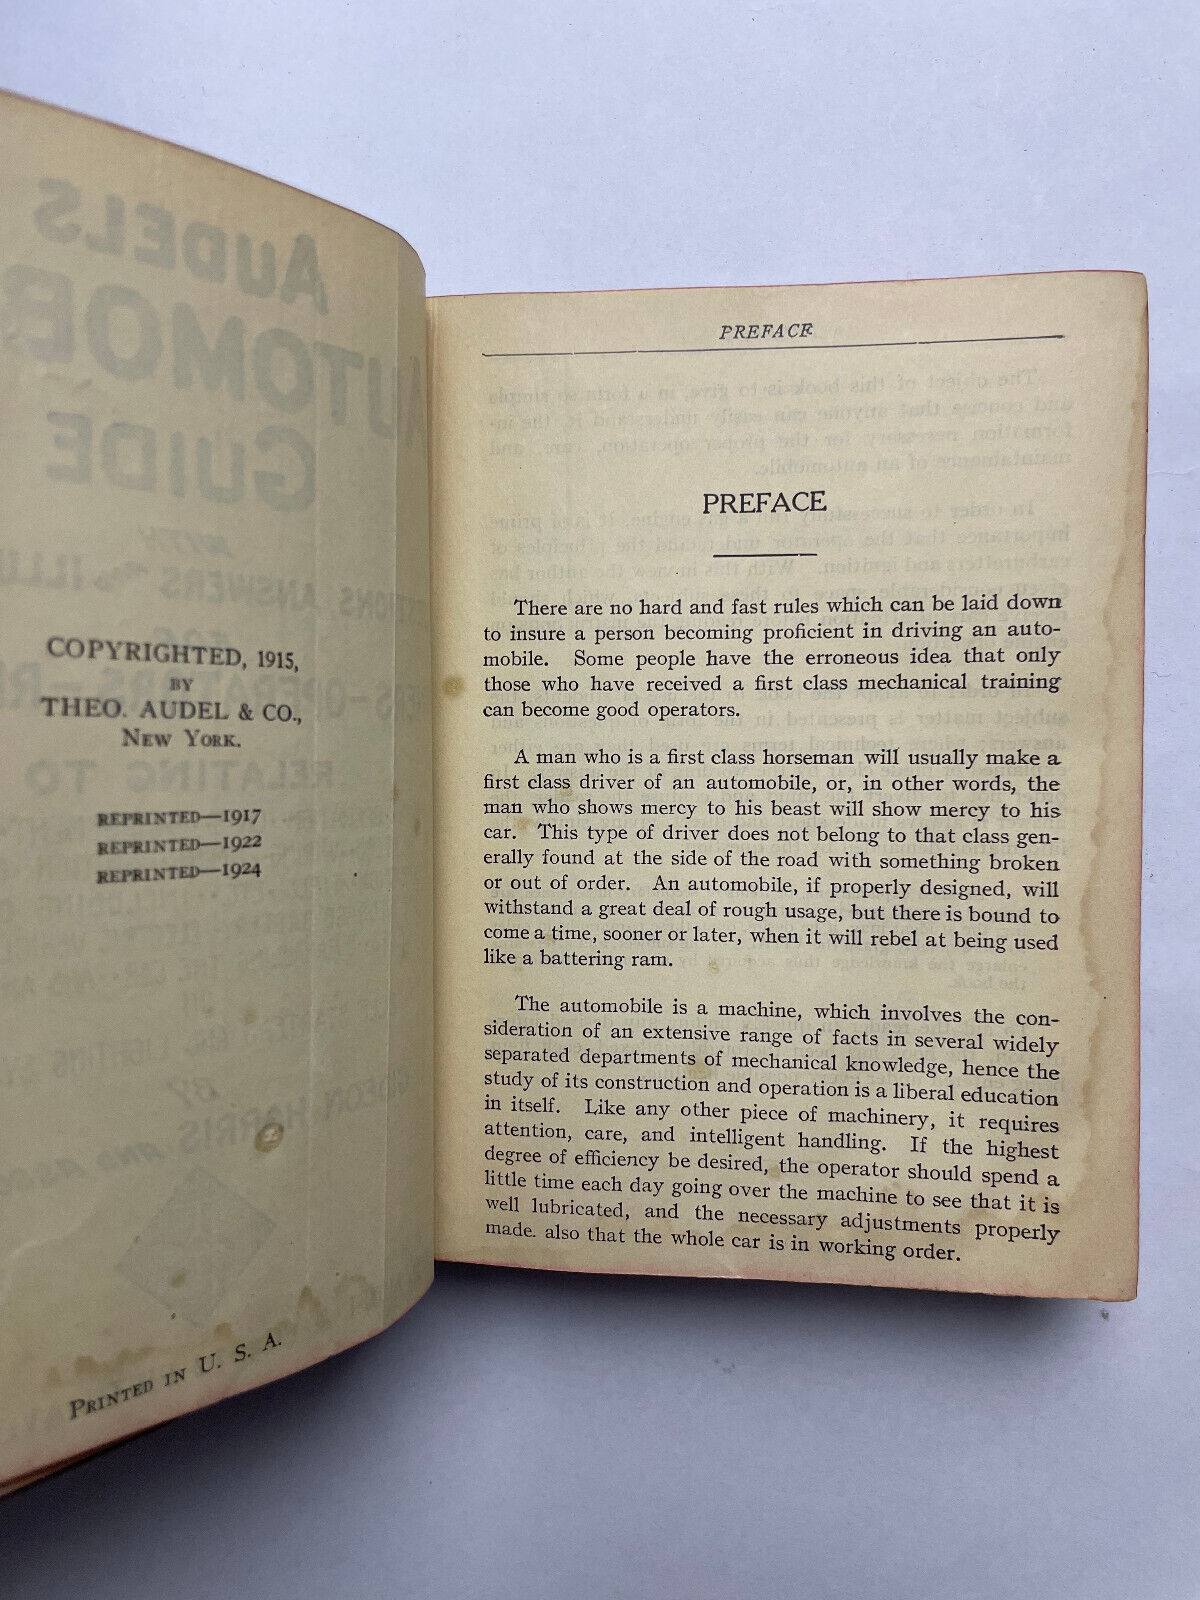 COPYRIGHTED, 1915,
BY
THEO. AUDEL & CO.,
NEW YORK.
REPRINTED—1917
REPRINTED—1922
REPRINTED—1924
PRINTED IN U. S. A.
PREFACE
PREFACE
There are no hard and fast rules which can be laid down
to insure a person becoming proficient in driving an auto-
mobile. Some people have the erroneous idea that only
those who have received a first class mechanical training
can become good operators.
A man who is a first class horseman will usually make a
first class driver of an automobile, or, in other words, the
man who shows mercy to his beast will show mercy to his
car. This type of driver does not belong to that class gen-
erally found at the side of the road with something broken
or out of order. An automobile, if properly designed, will
withstand a great deal of rough usage, but there is bound to
come a time, sooner or later, when it will rebel at being used
like a battering ram.
The automobile is a machine, which involves the con-
sideration of an extensive range of facts in several widely
separated departments of mechanical knowledge, hence the
study of its construction and operation is a liberal education
in itself. Like any other piece of machinery, it requires
attention, care, and intelligent handling. If the highest
degree of efficiency be desired, the operator should spend a
little time each day going over the machine to see that it is
well lubricated, and the necessary adjustments properly
made. also that the whole car is in working order.
AUDELS
AUTOMOB
GUIDE
WITH
ANSWERS
RELATING TO
BY